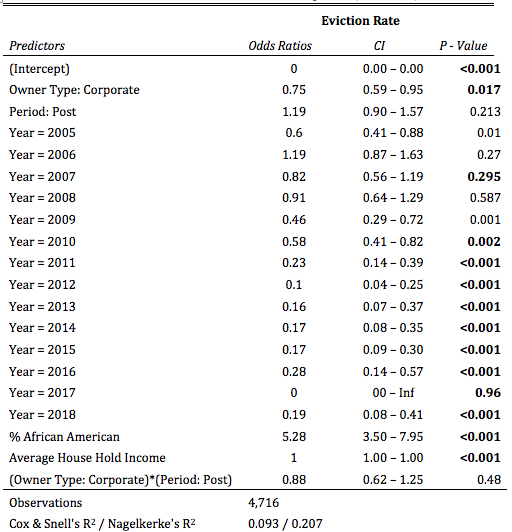 Eviction Rate
Predictors Odds Ratios CI P - Value
(Intercept) 0 0.00 – 0.00 <0.001
Owner Type: Corporate 0.75 0.59 – 0.95 0.017
Period: Post 1.19 0.90 – 1.57 0.213
Year = 2005 0.6 0.41 – 0.88 0.01
Year = 2006 1.19 0.87 – 1.63 0.27
Year = 2007 0.82 0.56 – 1.19 0.295
Year = 2008 0.91 0.64 – 1.29 0.587
Year = 2009 0.46 0.29 – 0.72 0.001
Year = 2010 0.58 0.41 – 0.82 0.002
Year = 2011 0.23 0.14 – 0.39 <0.001
Year = 2012 0.1 0.04 – 0.25 <0.001
Year = 2013 0.16 0.07 – 0.37 <0.001
Year = 2014 0.17 0.08 – 0.35 <0.001
Year = 2015 0.17 0.09 – 0.30 <0.001
Year = 2016 0.28 0.14 – 0.57 <0.001
Year = 2017 0 00 – Inf 0.96
Year = 2018 0.19 0.08 – 0.41 <0.001
% African American 5.28 3.50 – 7.95 <0.001
Average House Hold Income 1 1.00 – 1.00 <0.001
(Owner Type: Corporate)*(Period: Post) 0.88 0.62 – 1.25 0.48
Observations 4,716
Cox & Snell's R² / Nagelkerke's R² 0.093 / 0.207